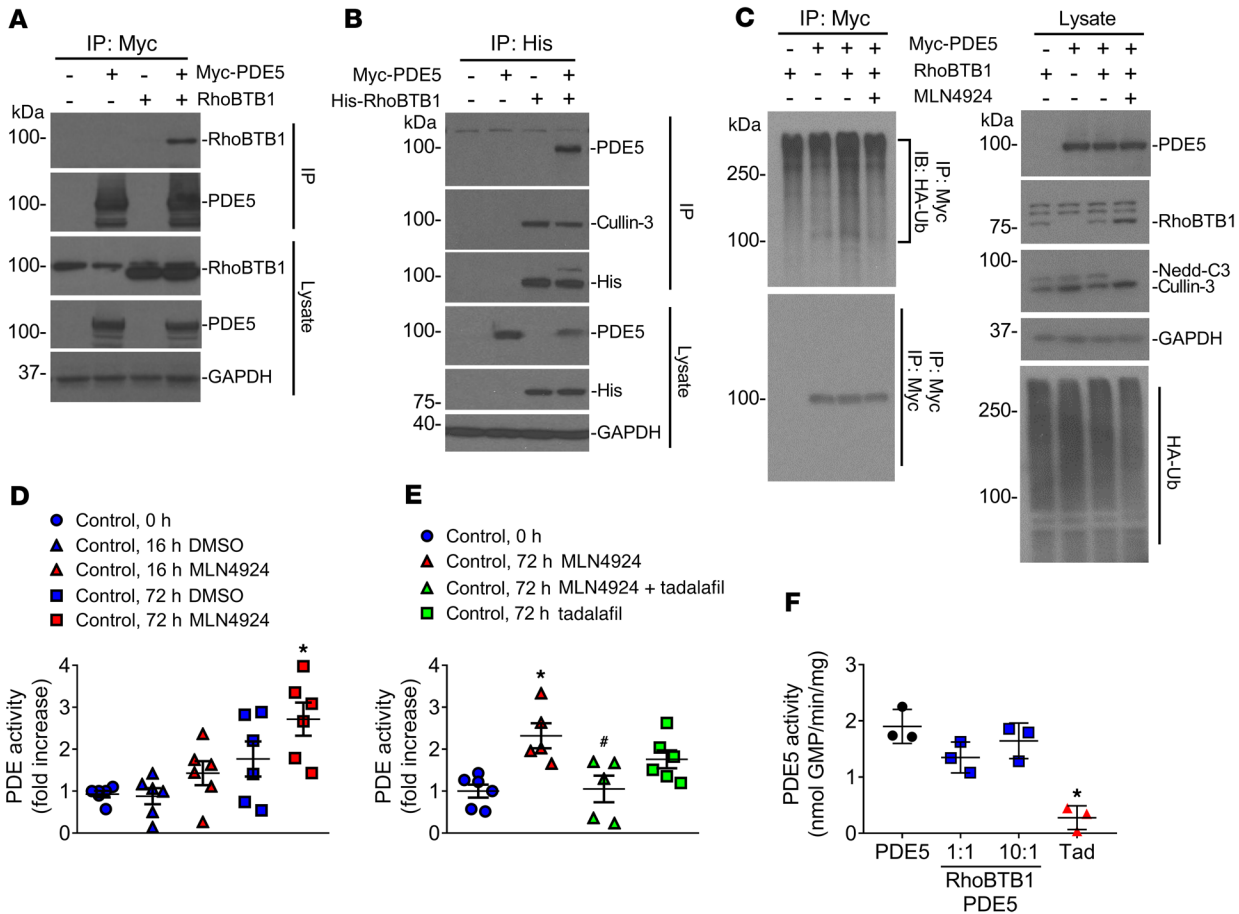 A
IP: Myc
- + - + Myc-PDE5
- - + + RhoBTB1
kDa
100- -RhoBTB1
100- -PDE5
IP
100- -RhoBTB1
100- -PDE5
37- -GAPDH
Lysate
B
IP: His
Myc-PDE5 - + - +
His-RhoBTB1 - - + +
kDa
100- -PDE5
100- -Cullin-3
100- -His
IP
100- -PDE5
75- -His
40- -GAPDH
Lysate
C
IP: Myc Lysate
- + + + Myc-PDE5 - + + +
+ - + + RhoBTB1 + - + +
- - - + MLN4924 - - - +
kDa
250-
100-
IP: Myc
IB: HA-Ub
100-
IP: Myc
IP: Myc
kDa
100- -PDE5
75- -RhoBTB1
100- -Nedd-C3
-Cullin-3
37- -GAPDH
250-
100-
HA-Ub
D
Control, 0 h
Control, 16 h DMSO
Control, 16 h MLN4924
Control, 72 h DMSO
Control, 72 h MLN4924
PDE activity
(fold increase)
4
3
2
1
0
*
E
Control, 0 h
Control, 72 h MLN4924
Control, 72 h MLN4924 + tadalafil
Control, 72 h tadalafil
PDE activity
(fold increase)
4
3
2
1
0
*
#
F
PDE5 activity
(nmol GMP/min/mg)
3
2
1
0
*
PDE5 1:1 10:1 Tad
RhoBTB1
PDE5